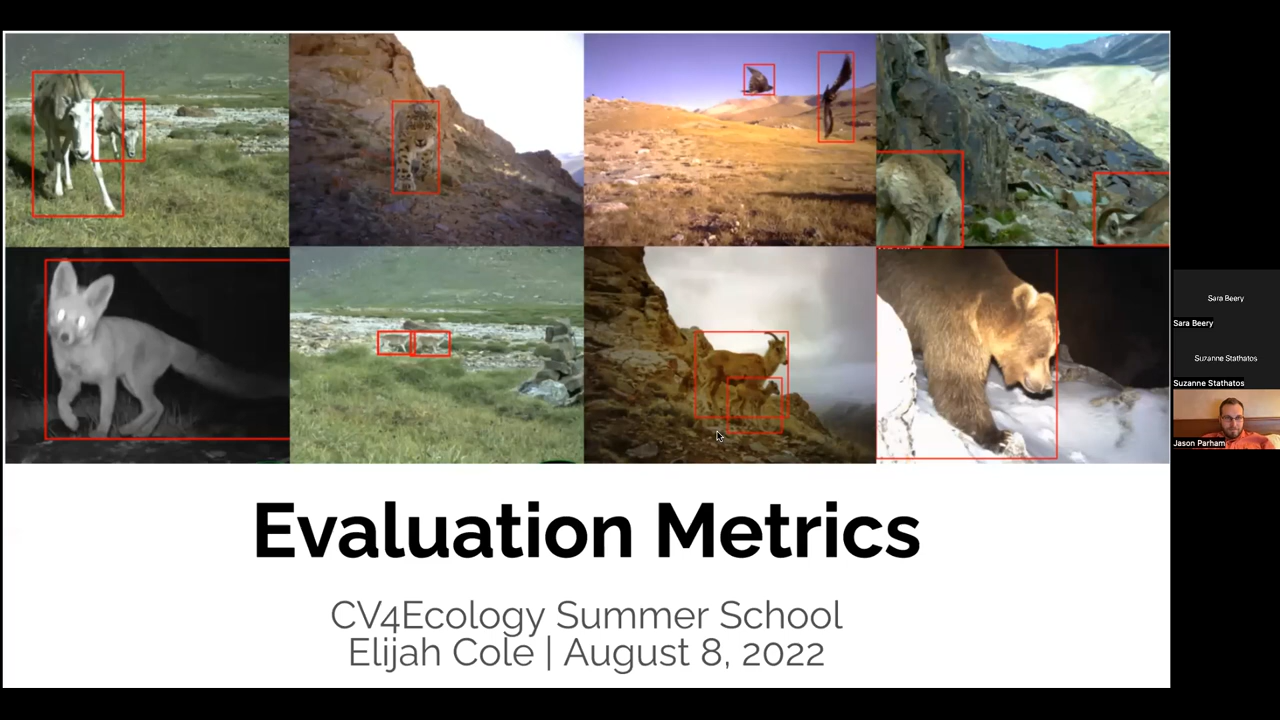 Evaluation Metrics
CV4Ecology Summer School
Elijah Cole | August 8, 2022
Sara Beery
Sara Beery
Suzanne Stathatos
Suzanne Stathatos
Jason Parham